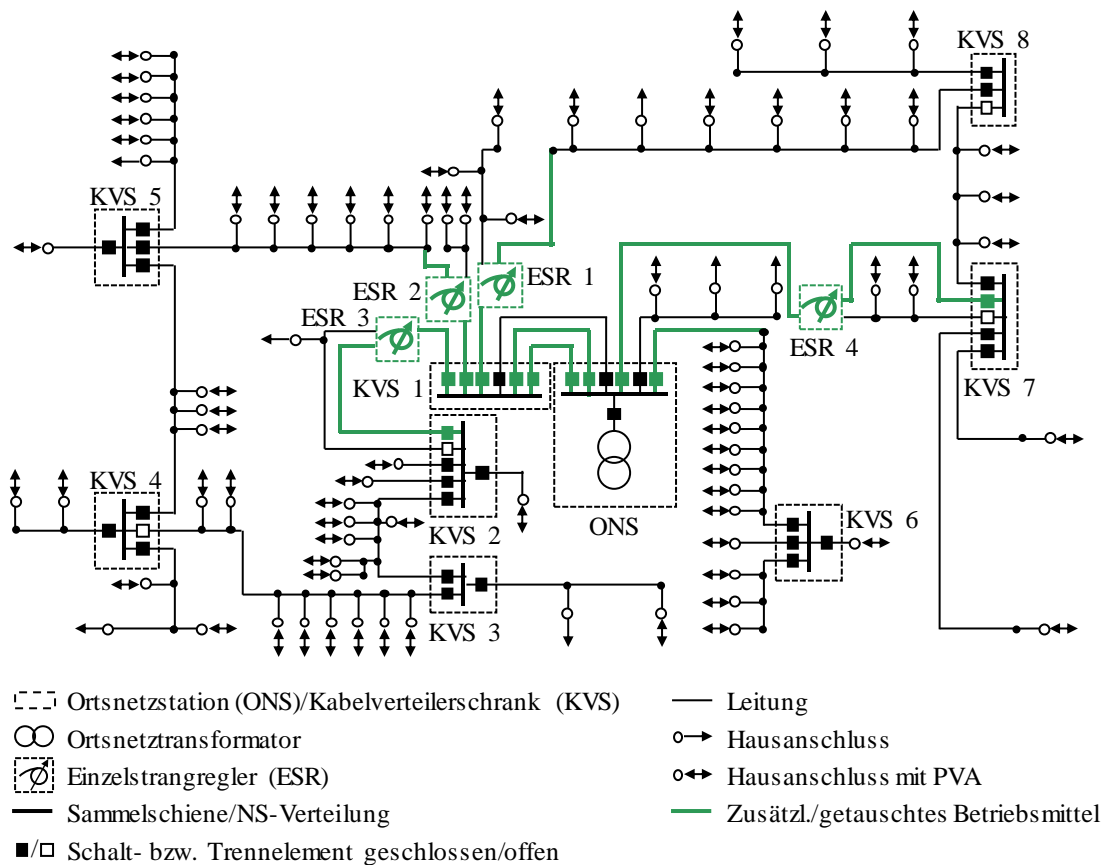 KVS 8
KVS 5
ESR 1
ESR 2
ESR 3
ESR 4
KVS 1
KVS 7
KVS 4
KVS 2
ONS
KVS 6
KVS 3
Ortsnetzstation (ONS)/Kabelverteilerschrank (KVS)
Ortsnetztransformator
Einzelstrangregler (ESR)
Sammelschiene/NS-Verteilung
Schalt- bzw. Trennelement geschlossen/offen
Leitung
Hausanschluss
Hausanschluss mit PVA
Zusätzl./getauschtes Betriebsmittel